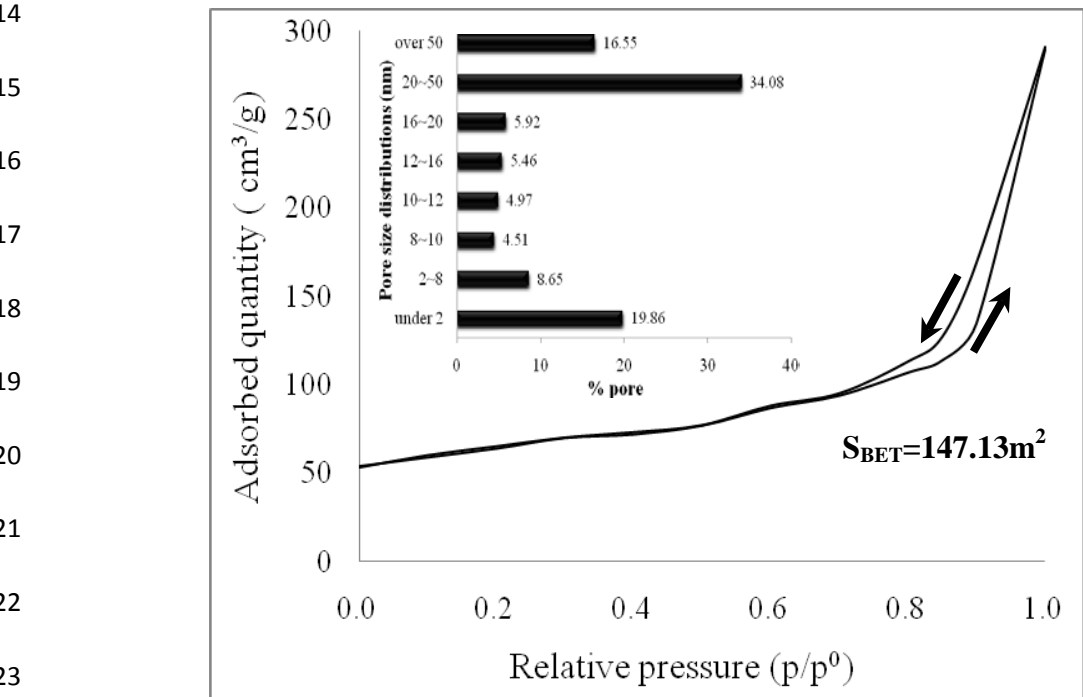 14
15
16
17
18
19
20
21
22
23
300
250
200
150
100
50
0
Adsorbed quantity ( cm³/g)
0.0 0.2 0.4 0.6 0.8 1.0
Relative pressure (p/p⁰)
S_BET=147.13m²
Pore size distributions (nm)
over 50 16.55
20~50 34.08
16~20 5.92
12~16 5.46
10~12 4.97
8~10 4.51
2~8 8.65
under 2 19.86
0 10 20 30 40
% pore